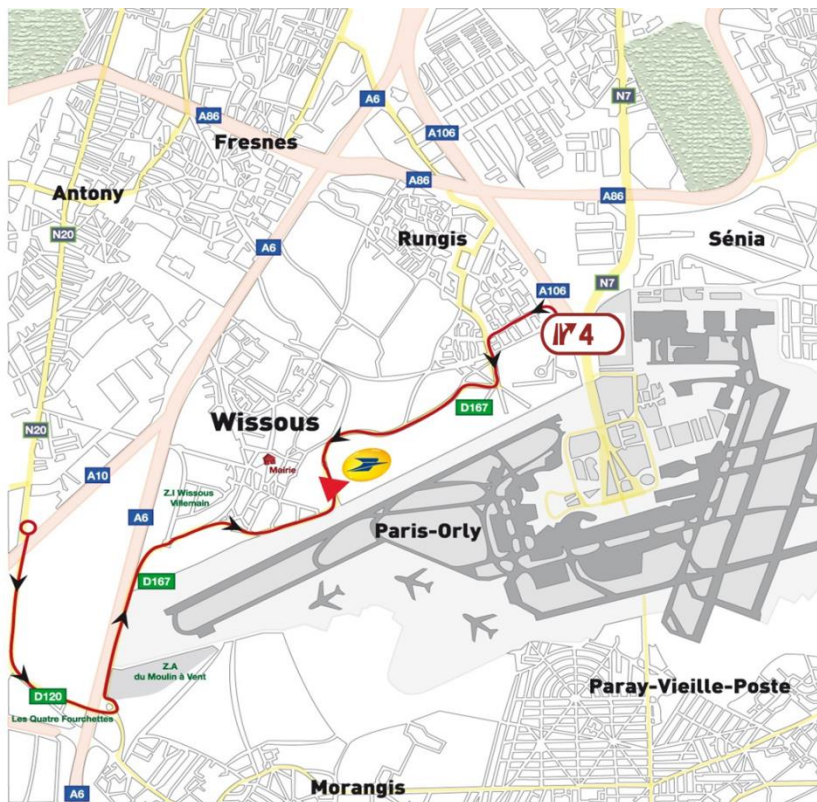 N7
A6
A86
A106
Fresnes
A86
Antony
A86
N20
A6
Rungis
Sénia
N7
A106
4
D167
Wissous
N20
Mairie
A10
Z.I Wissous
Villemain
A6
Paris-Orly
D167
Z.A
du Moulin à Vent
D120
Paray-Vieille-Poste
Les Quatre Fourchettes
Morangis
A6